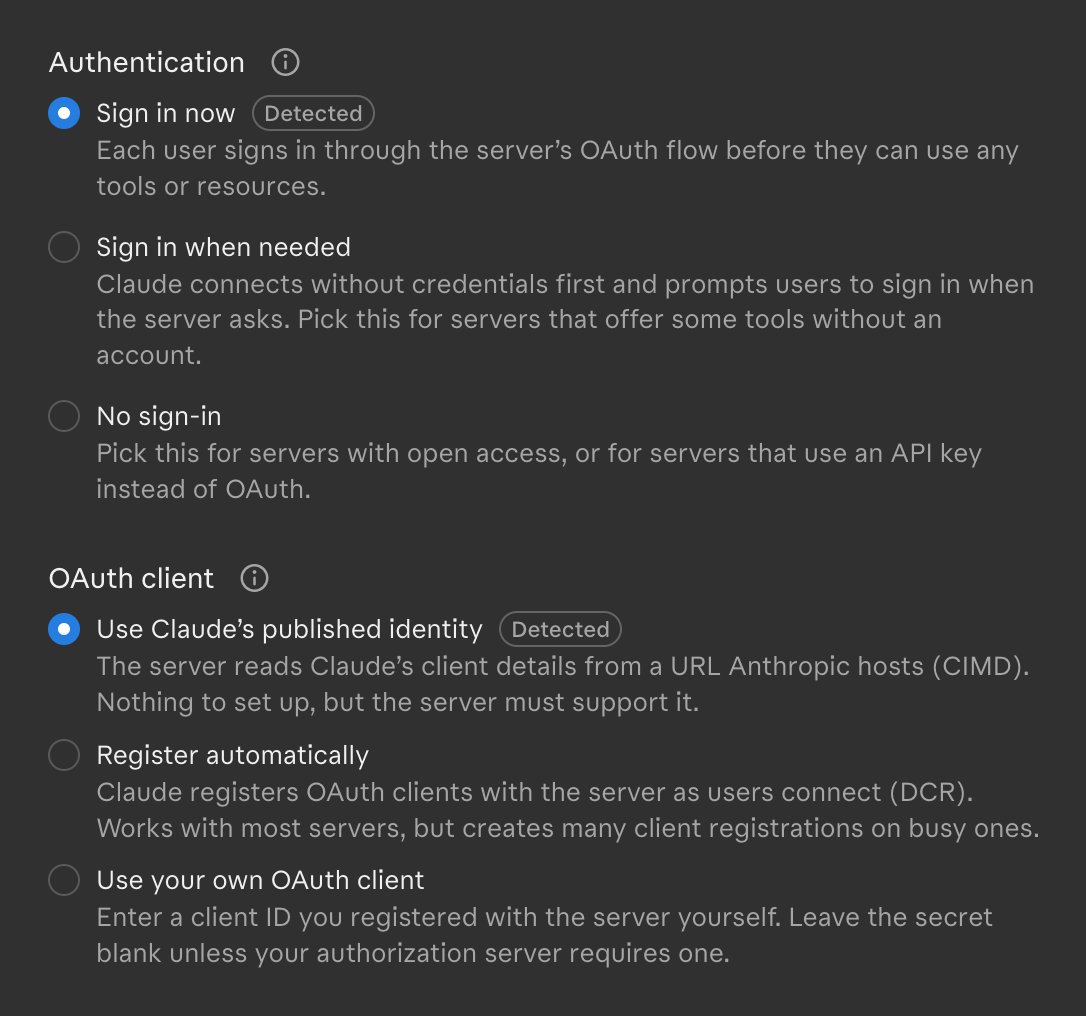 Authentication
Sign in now Detected
Each user signs in through the server’s OAuth flow before they can use any
tools or resources.
Sign in when needed
Claude connects without credentials first and prompts users to sign in when
the server asks. Pick this for servers that offer some tools without an
account.
No sign-in
Pick this for servers with open access, or for servers that use an API key
instead of OAuth.
OAuth client
Use Claude’s published identity Detected
The server reads Claude’s client details from a URL Anthropic hosts (CIMD).
Nothing to set up, but the server must support it.
Register automatically
Claude registers OAuth clients with the server as users connect (DCR).
Works with most servers, but creates many client registrations on busy ones.
Use your own OAuth client
Enter a client ID you registered with the server yourself. Leave the secret
blank unless your authorization server requires one.